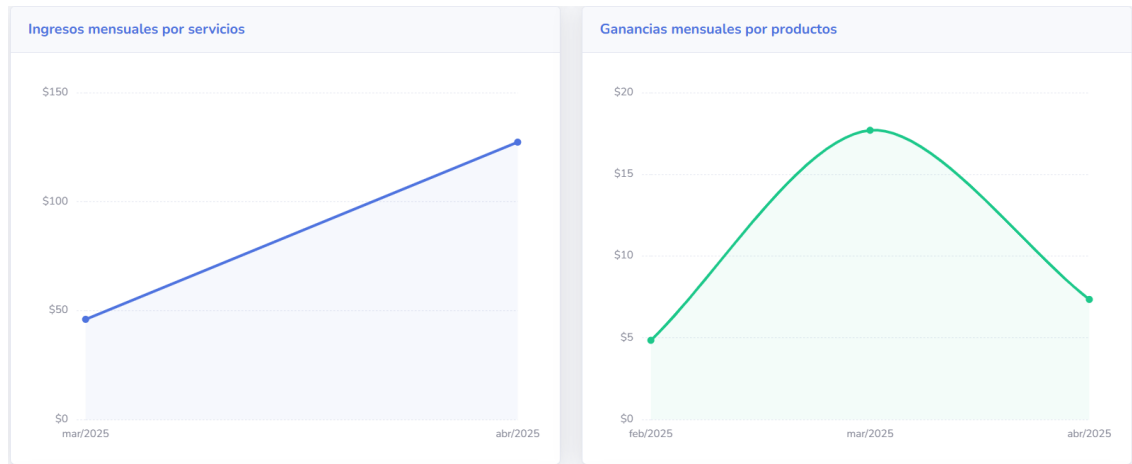 Ingresos mensuales por servicios
$150
$100
$50
$0
mar/2025 abr/2025
Ganancias mensuales por productos
$20
$15
$10
$5
$0
feb/2025 mar/2025 abr/2025